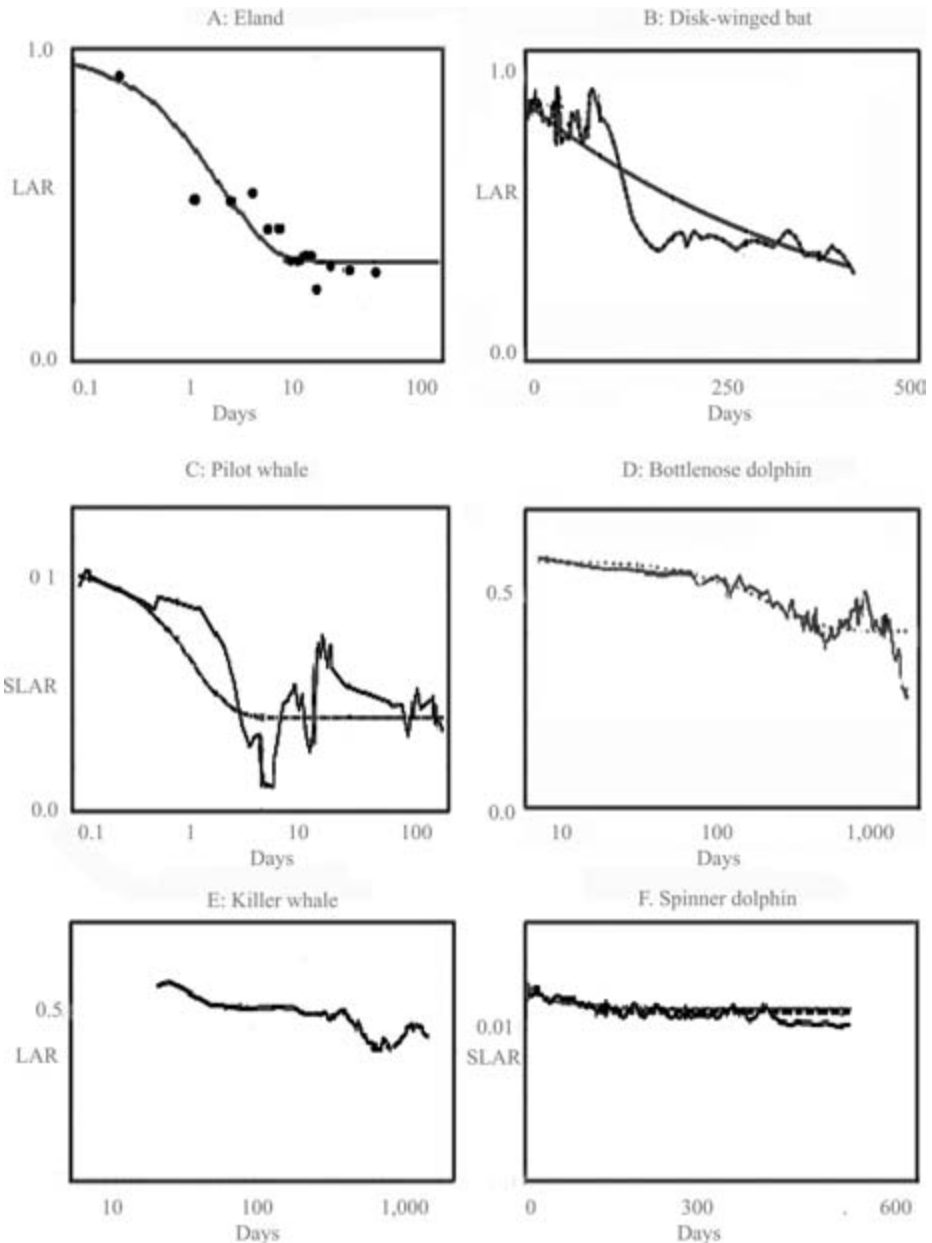 A: Eland
1.0
LAR
0.0
0.1 1 10 100
Days
B: Disk-winged bat
1.0
LAR
0.0
0 250 500
Days
C: Pilot whale
0 1
SLAR
0.0
0.1 1 10 100
Days
D: Bottlenose dolphin
0.5
0.0
10 100 1,000
Days
E: Killer whale
0.5
LAR
10 100 1,000
Days
F. Spinner dolphin
0.01
SLAR
0 300 600
Days